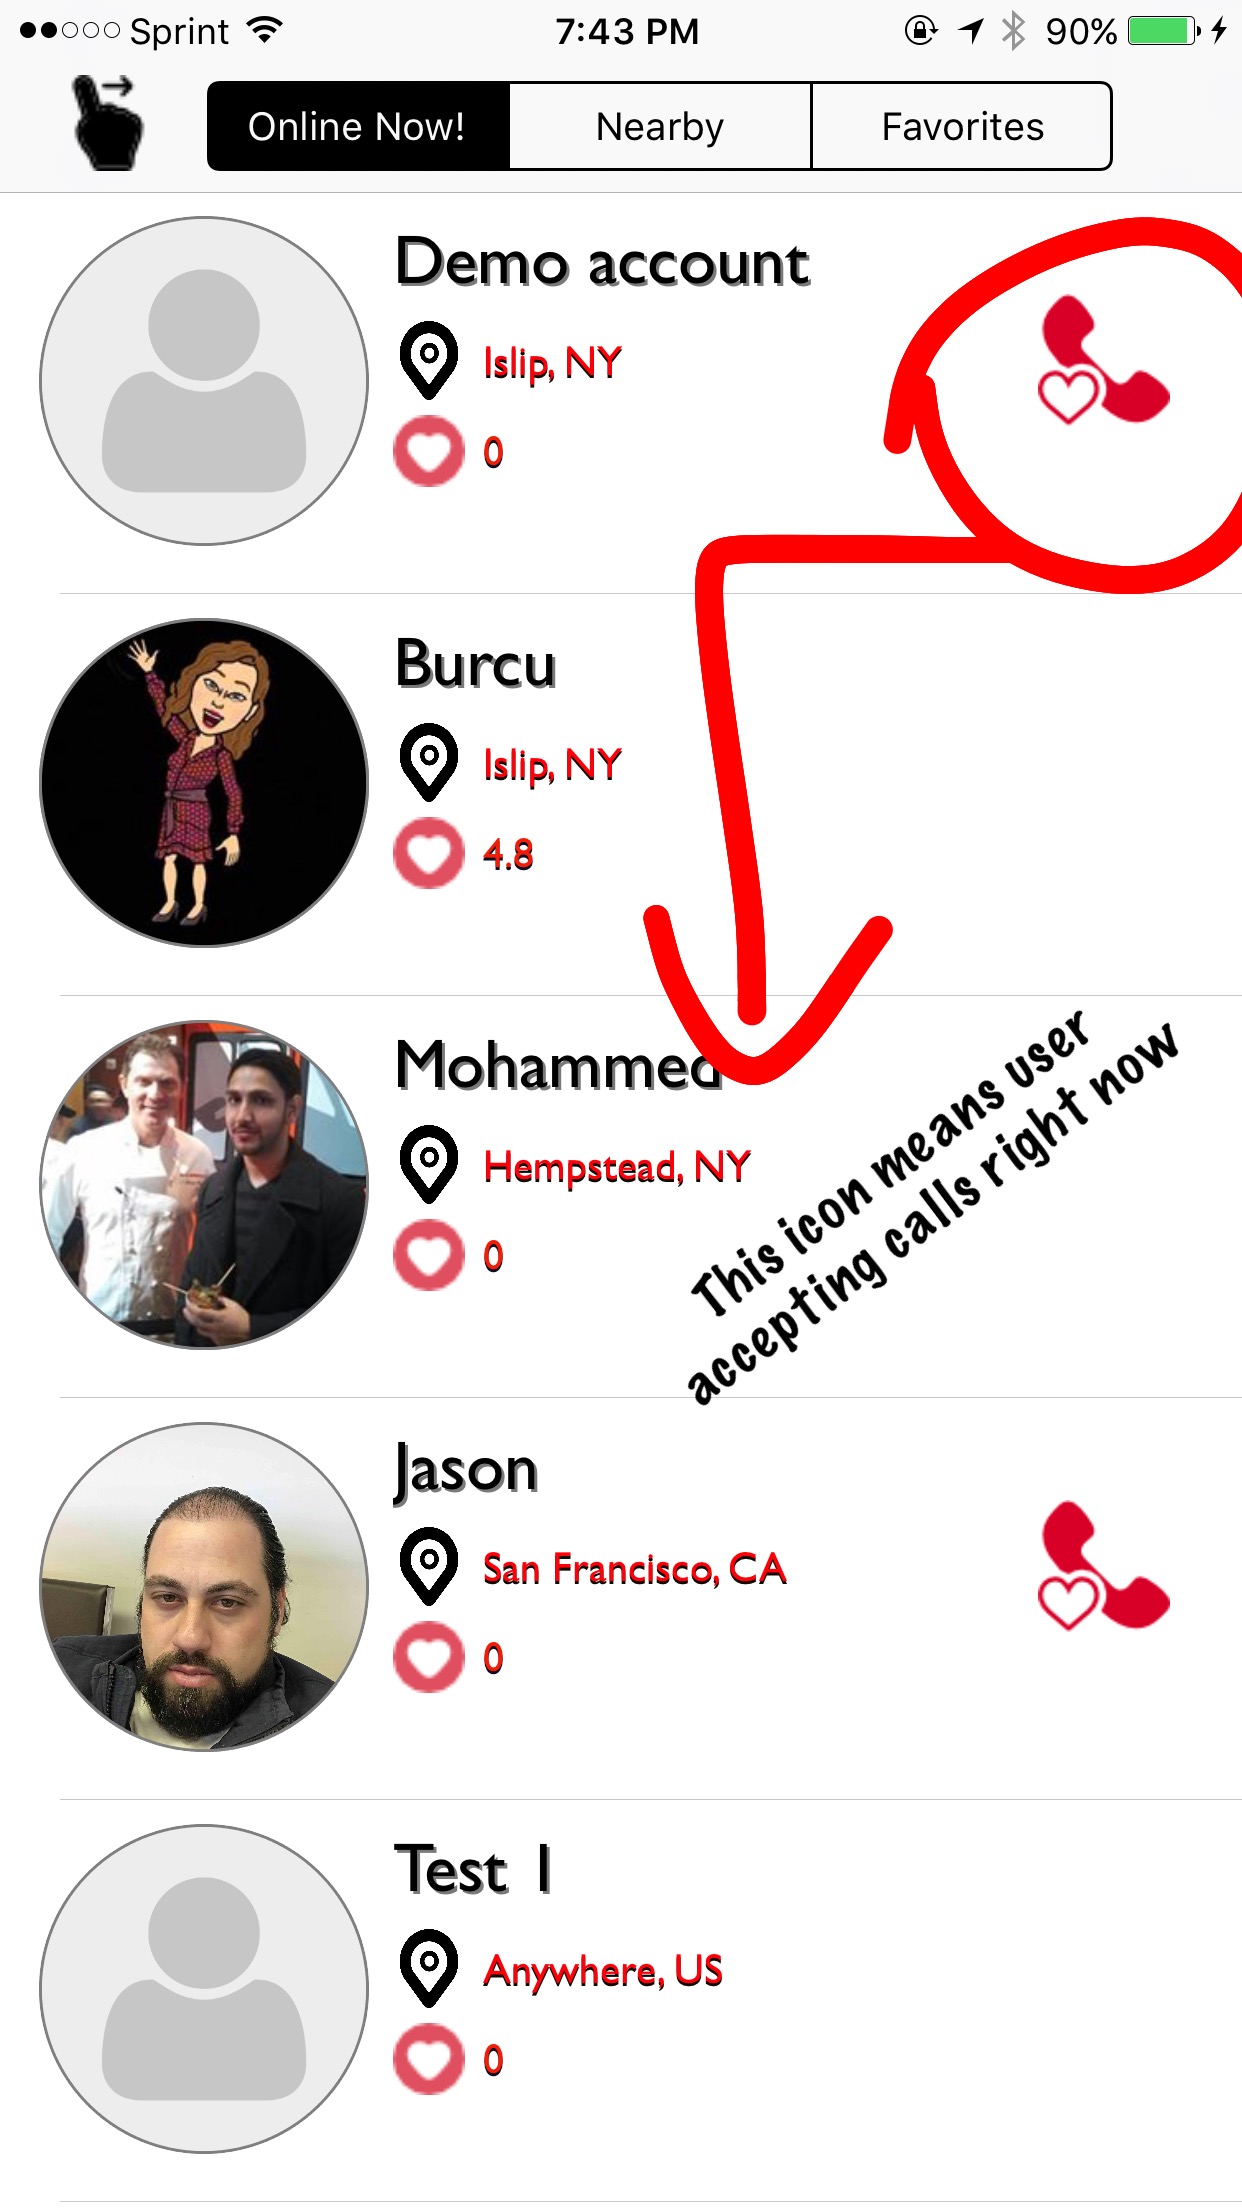 Sprint 7:43 PM 90%
Online Now! Nearby Favorites
Demo account
Islip, NY
0
Burcu
Islip, NY
4.8
Mohammed
Hempstead, NY
0
This icon means user
accepting calls right now
Jason
San Francisco, CA
0
Test 1
Anywhere, US
0